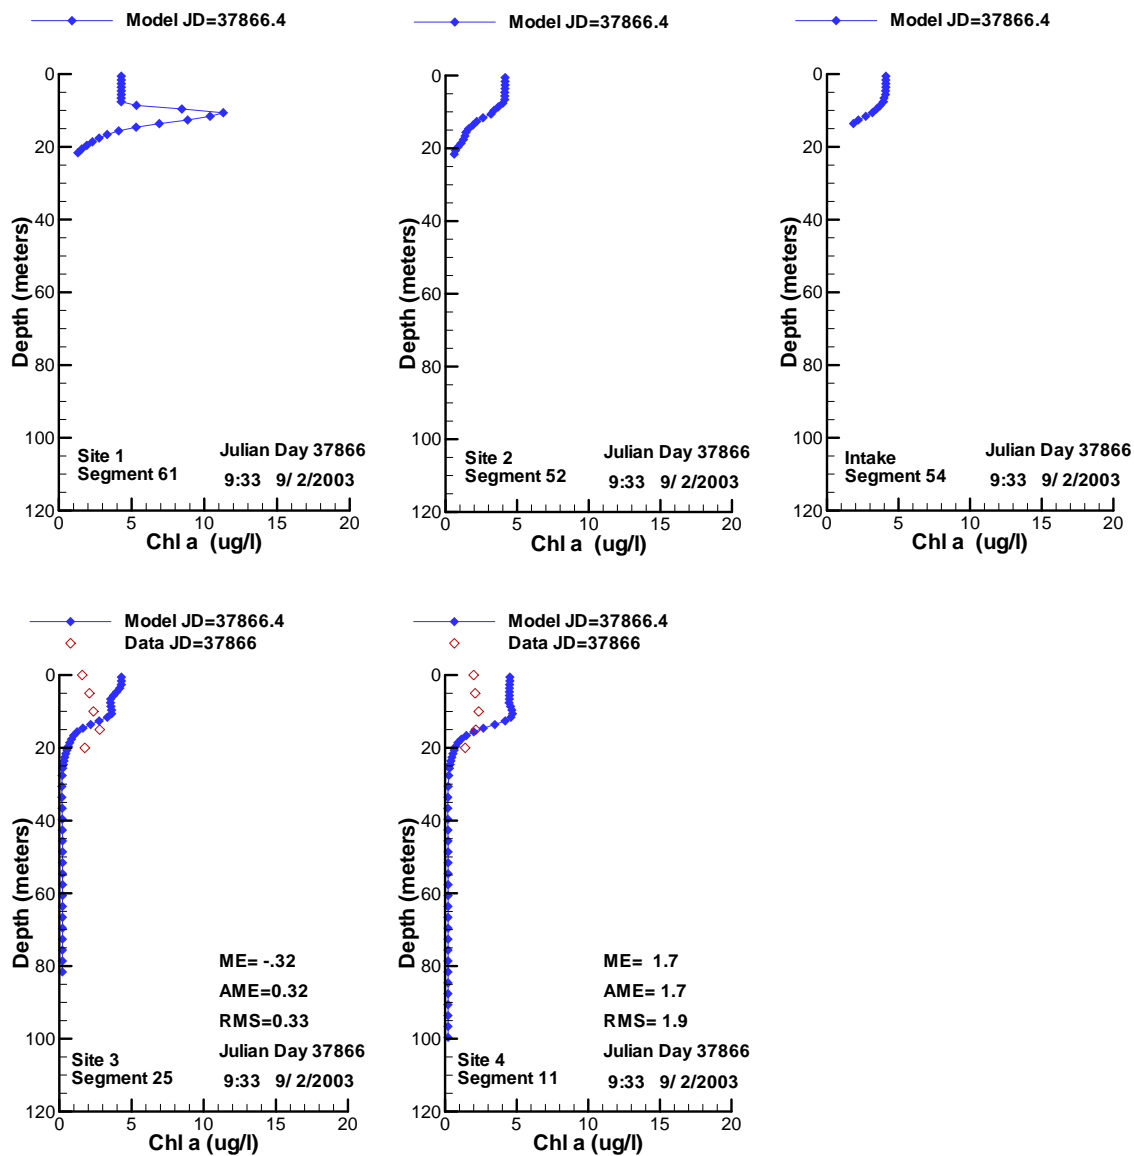 Model JD=37866.4
0
20
40
60
80
100
120
Depth (meters)
Site 1
Segment 61
Julian Day 37866
9:33 9/ 2/2003
0 5 10 15 20
Chl a (ug/l)
Model JD=37866.4
0
20
40
60
80
100
120
Depth (meters)
Site 2
Segment 52
Julian Day 37866
9:33 9/ 2/2003
0 5 10 15 20
Chl a (ug/l)
Model JD=37866.4
0
20
40
60
80
100
120
Depth (meters)
Intake
Segment 54
Julian Day 37866
9:33 9/ 2/2003
0 5 10 15 20
Chl a (ug/l)
Model JD=37866.4
Data JD=37866
0
20
40
60
80
100
120
Depth (meters)
ME= -.32
AME=0.32
RMS=0.33
Julian Day 37866
9:33 9/ 2/2003
Site 3
Segment 25
0 5 10 15 20
Chl a (ug/l)
Model JD=37866.4
Data JD=37866
0
20
40
60
80
100
120
Depth (meters)
ME= 1.7
AME= 1.7
RMS= 1.9
Julian Day 37866
9:33 9/ 2/2003
Site 4
Segment 11
0 5 10 15 20
Chl a (ug/l)